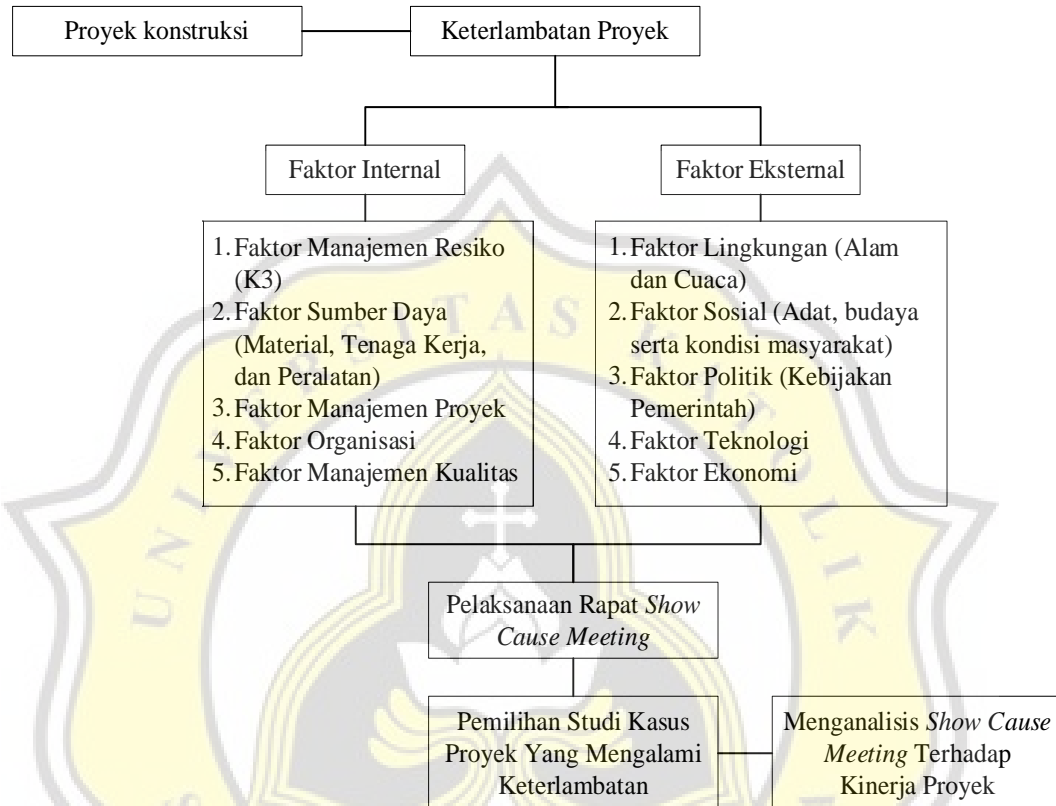 Proyek konstruksi
Keterlambatan Proyek
Faktor Internal
Faktor Eksternal
1. Faktor Manajemen Resiko
(K3)
2. Faktor Sumber Daya
(Material, Tenaga Kerja,
dan Peralatan)
3. Faktor Manajemen Proyek
4. Faktor Organisasi
5. Faktor Manajemen Kualitas
1. Faktor Lingkungan (Alam
dan Cuaca)
2. Faktor Sosial (Adat, budaya
serta kondisi masyarakat)
3. Faktor Politik (Kebijakan
Pemerintah)
4. Faktor Teknologi
5. Faktor Ekonomi
Pelaksanaan Rapat Show
Cause Meeting
Pemilihan Studi Kasus
Proyek Yang Mengalami
Keterlambatan
Menganalisis Show Cause
Meeting Terhadap
Kinerja Proyek
UNIVERSITAS KATOLIK